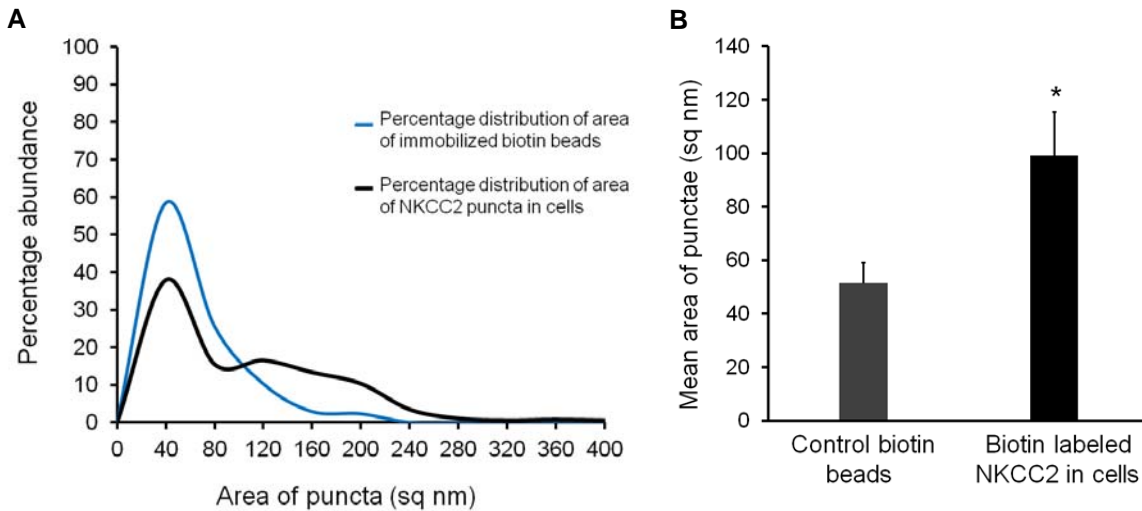 A
100
90
80
70
60
50
40
30
20
10
0
Percentage abundance
Percentage distribution of area
of immobilized biotin beads
Percentage distribution of area
of NKCC2 puncta in cells
0 40 80 120 160 200 240 280 320 360 400
Area of puncta (sq nm)
B
140
120
100
80
60
40
20
0
Mean area of punctae (sq nm)
*
Control biotin
beads
Biotin labeled
NKCC2 in cells